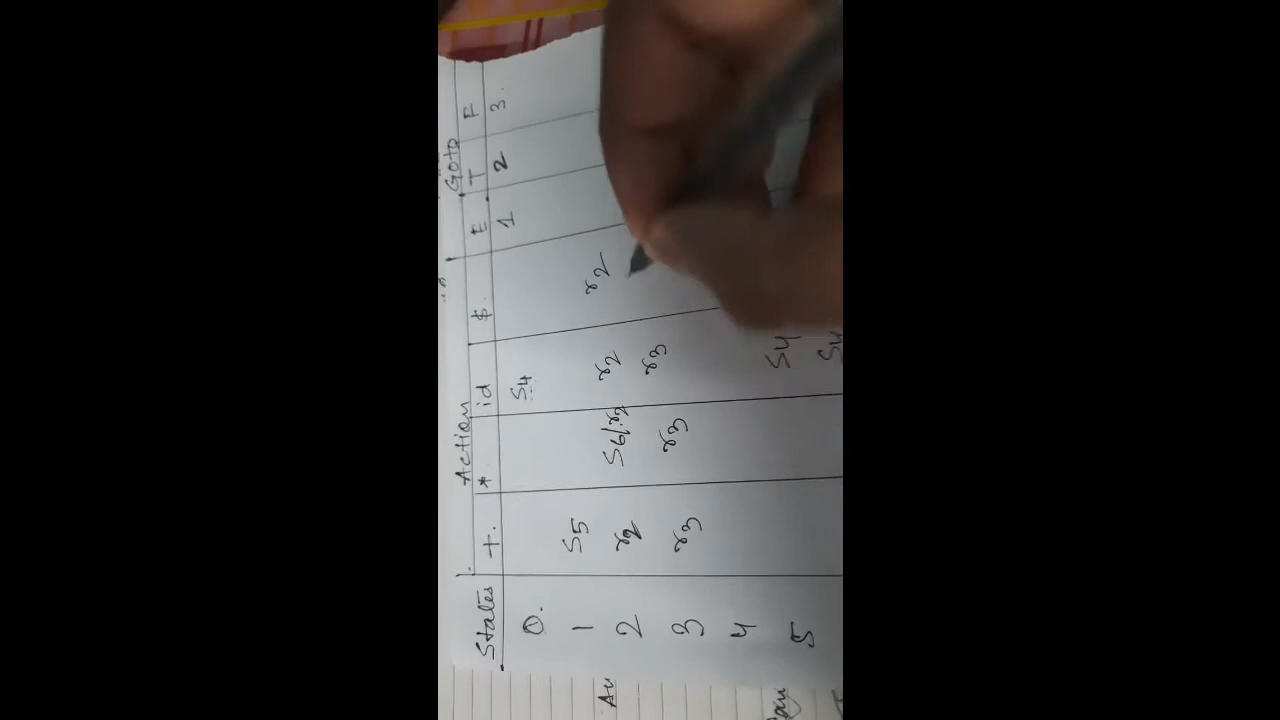 Action Goto
States + * id $ E T F
0. S4 1 2 3.
1 S5
2 r2 S6/r2 r2 r2
3 r3 r3 r3
4
5 S4
S4